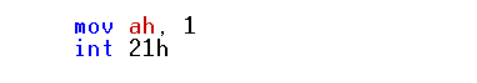 mov ah, 1
int 21h